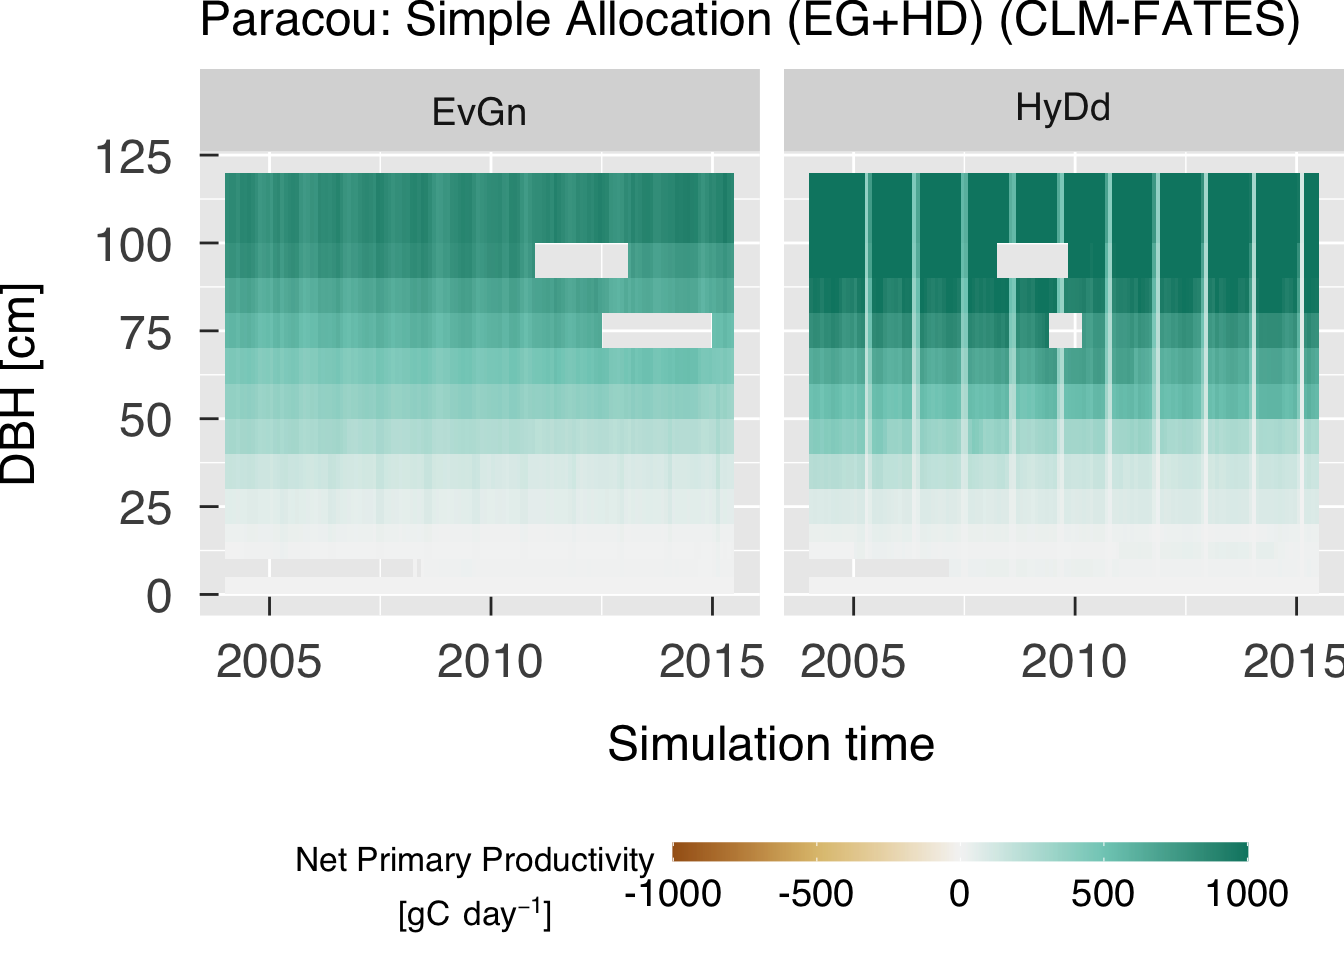 Paracou: Simple Allocation (EG+HD) (CLM-FATES)
EvGn
HyDd
DBH [cm]
125
100
75
50
25
0
2005 2010 2015
2005 2010 2015
Simulation time
Net Primary Productivity
[gC day⁻¹]
-1000 -500 0 500 1000